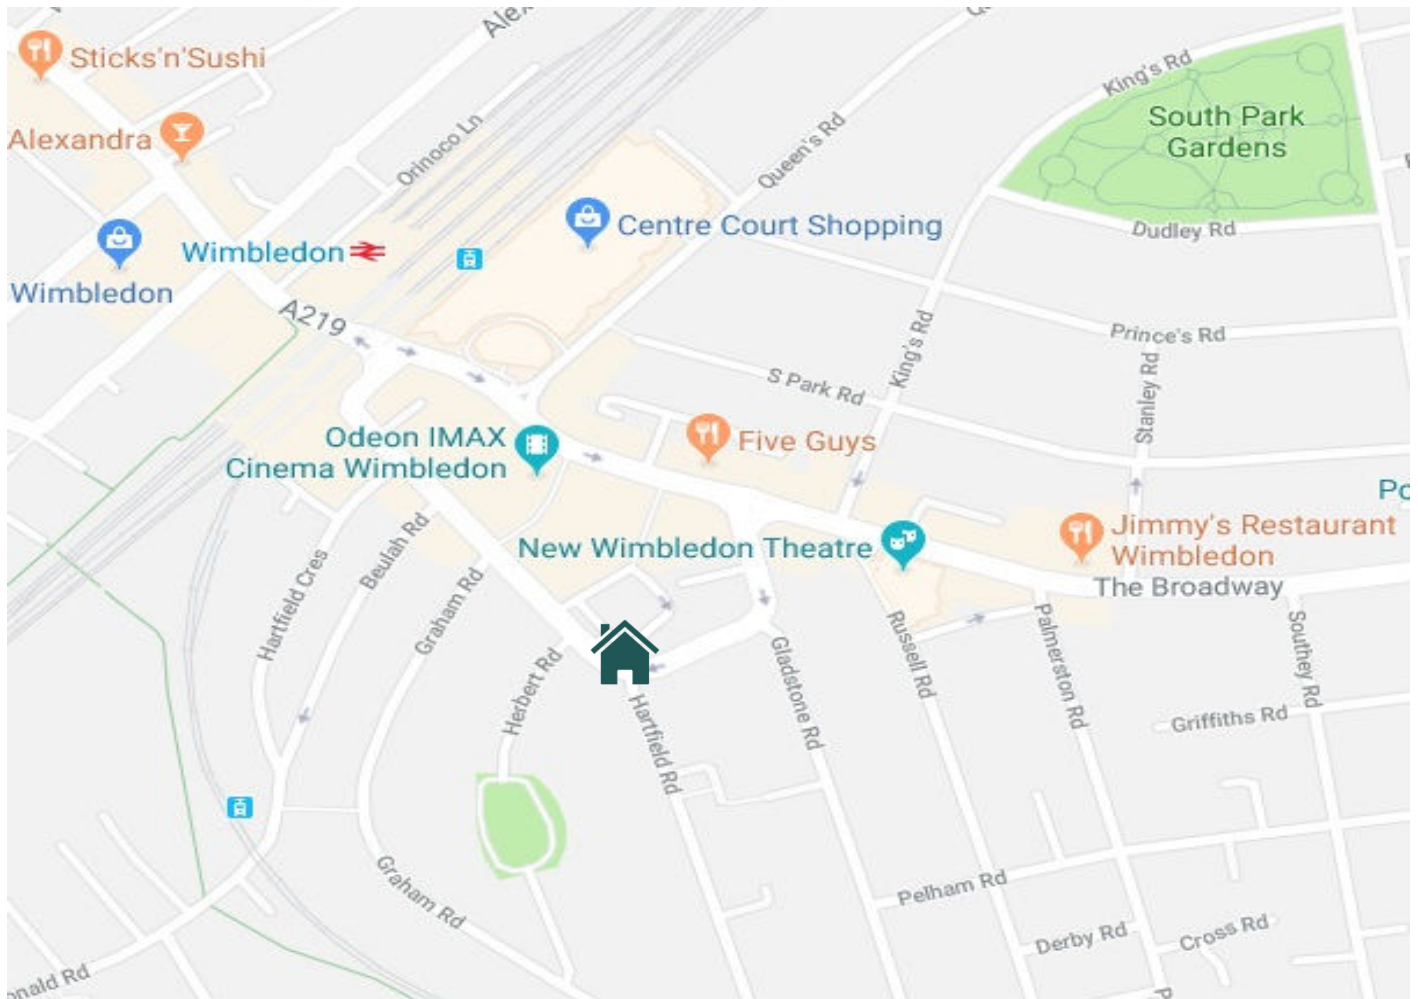 Sticks'n'Sushi
Alexandra
Wimbledon
Wimbledon
Orinoco Ln
A219
Centre Court Shopping
Queen's Rd
King's Rd
South Park
Gardens
Dudley Rd
Prince's Rd
King's Rd
S Park Rd
Stanley Rd
Odeon IMAX
Cinema Wimbledon
Five Guys
New Wimbledon Theatre
Jimmy's Restaurant
Wimbledon
The Broadway
Hartfield Cres
Beulah Rd
Graham Rd
Herbert Rd
Hartfield Rd
Gladstone Rd
Russell Rd
Palmerston Rd
Southey Rd
Griffiths Rd
Graham Rd
Pelham Rd
Derby Rd
Cross Rd